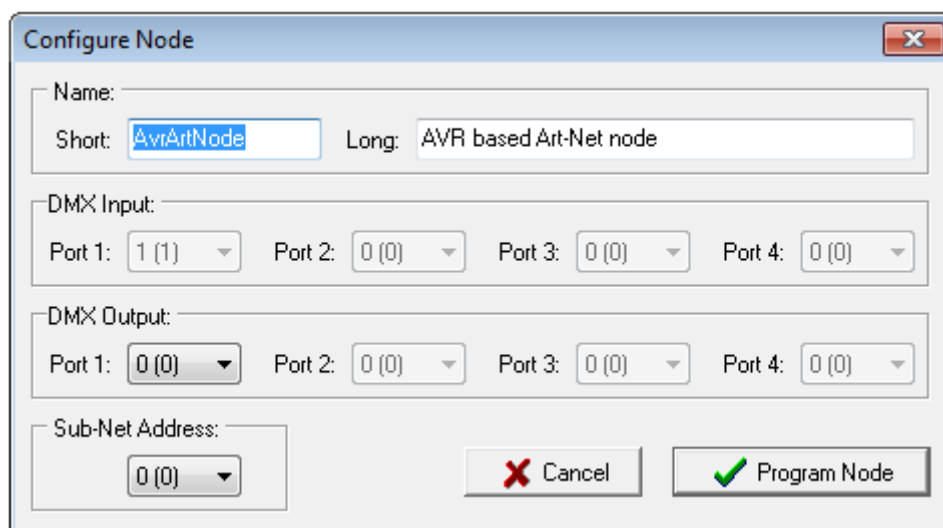 Configure Node
Name:
Short: AvrArtNode Long: AVR based Art-Net node
DMX Input:
Port 1: 1 (1) Port 2: 0 (0) Port 3: 0 (0) Port 4: 0 (0)
DMX Output:
Port 1: 0 (0) Port 2: 0 (0) Port 3: 0 (0) Port 4: 0 (0)
Sub-Net Address:
0 (0) Cancel Program Node